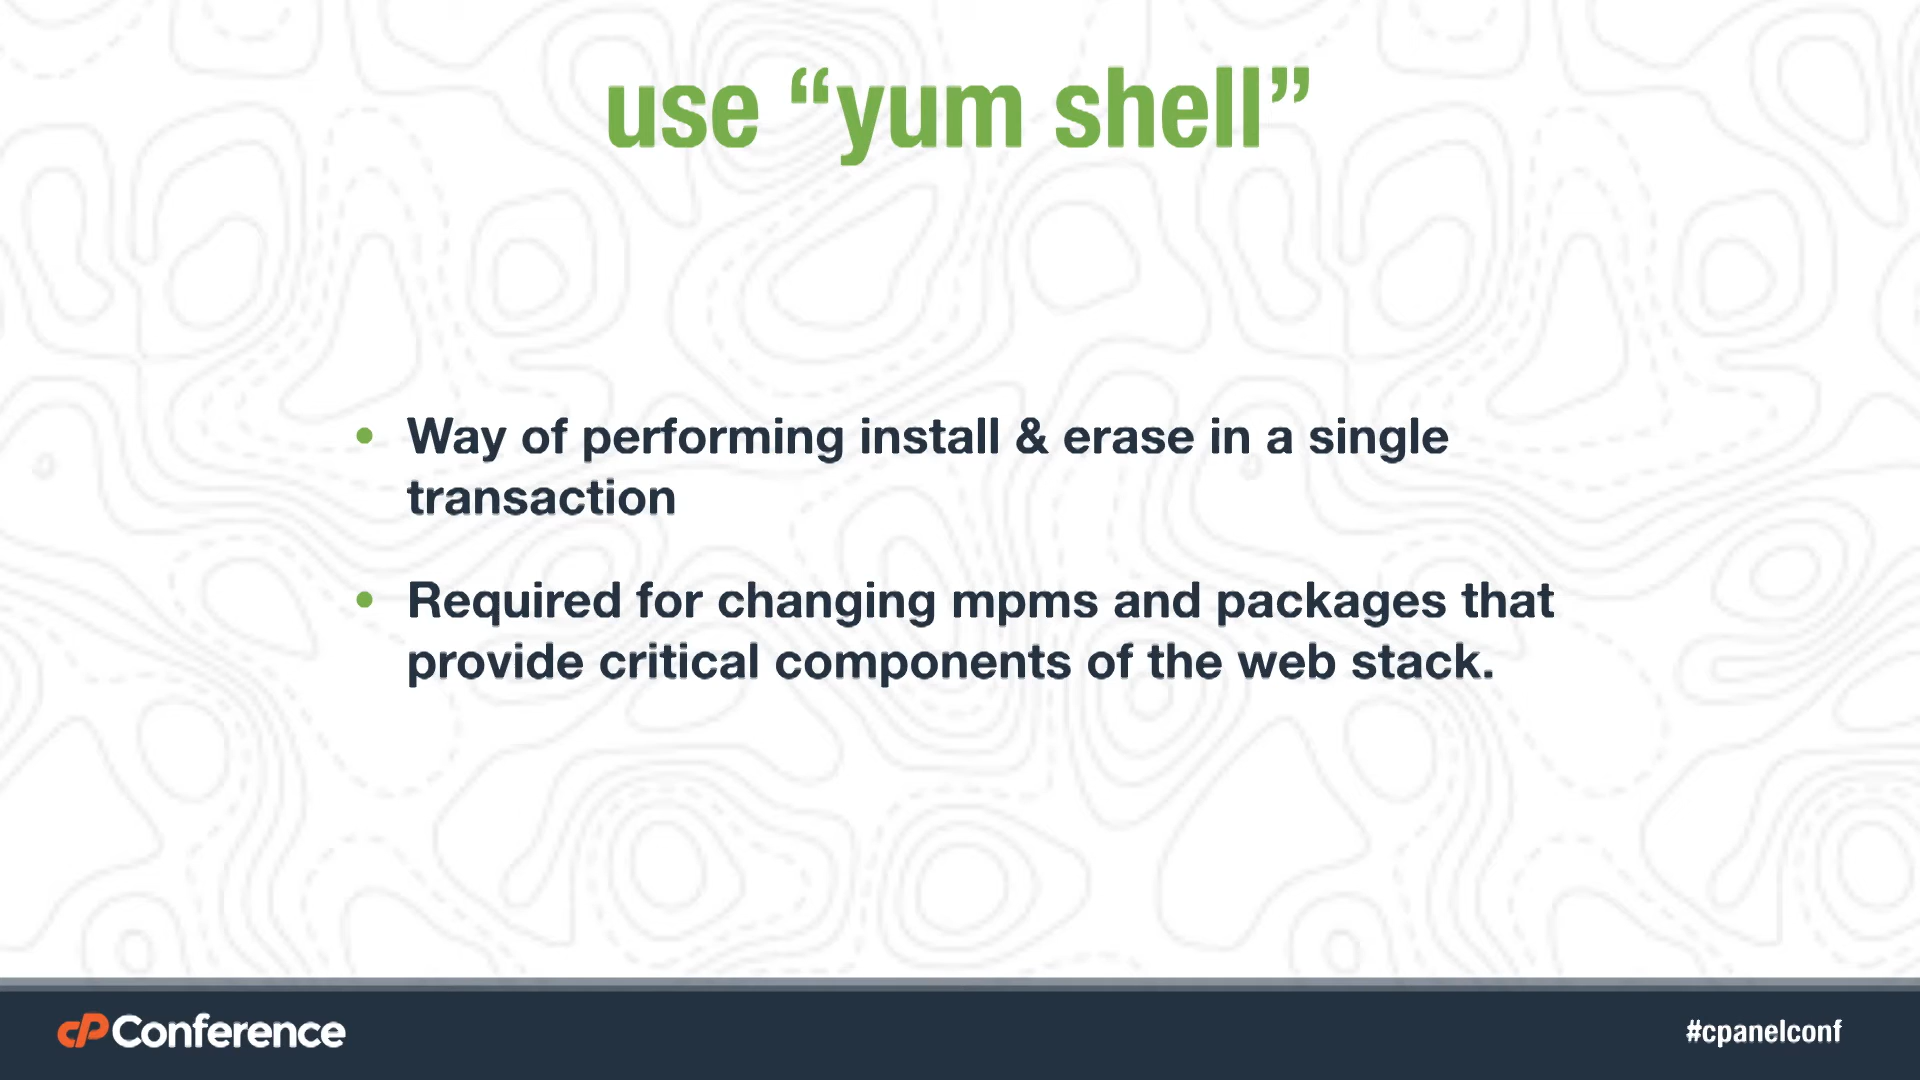 use “yum shell”
• Way of performing install & erase in a single
transaction
• Required for changing mpms and packages that
provide critical components of the web stack.
cPConference
#cpanelconf